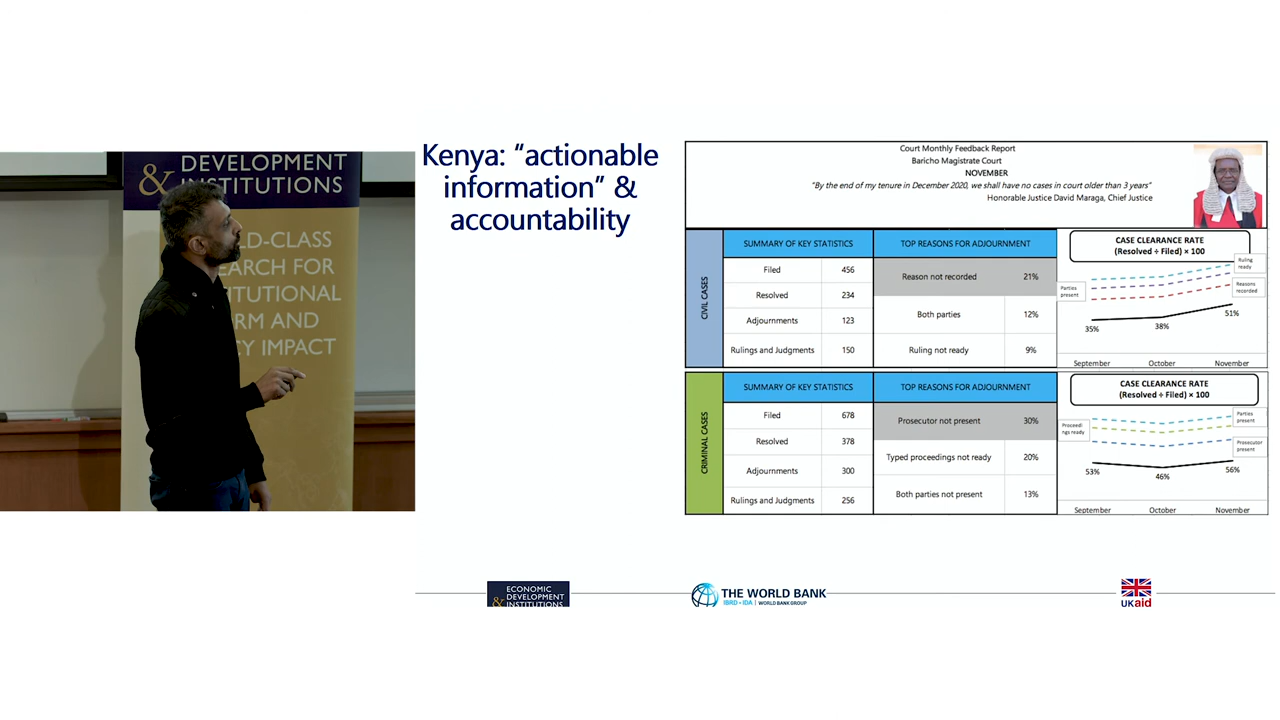 & DEVELOPMENT
INSTITUTIONS
LD-CLASS
EARCH FOR
TITUTIONAL
RM AND
CY IMPACT
Kenya: “actionable
information” &
accountability
Court Monthly Feedback Report
Baricho Magistrate Court
NOVEMBER
"By the end of my tenure in December 2020, we shall have no cases in court older than 3 years"
Honorable Justice David Maraga, Chief Justice
CIVIL CASES
SUMMARY OF KEY STATISTICS
Filed 456
Resolved 234
Adjournments 123
Rulings and Judgments 150
TOP REASONS FOR ADJOURNMENT
Reason not recorded 21%
Both parties 12%
Ruling not ready 9%
CASE CLEARANCE RATE
(Resolved ÷ Filed) × 100
Ruling
ready
Parties
present
Reasons
recorded
35% 38% 51%
September October November
CRIMINAL CASES
SUMMARY OF KEY STATISTICS
Filed 678
Resolved 378
Adjournments 300
Rulings and Judgments 256
TOP REASONS FOR ADJOURNMENT
Prosecutor not present 30%
Typed proceedings not ready 20%
Both parties not present 13%
CASE CLEARANCE RATE
(Resolved ÷ Filed) × 100
Parties
present
Proceedi
ngs ready
Prosecutor
present
53% 46% 56%
September October November
ECONOMIC
DEVELOPMENT
& INSTITUTIONS
THE WORLD BANK
IBRD • IDA | WORLD BANK GROUP
UKaid